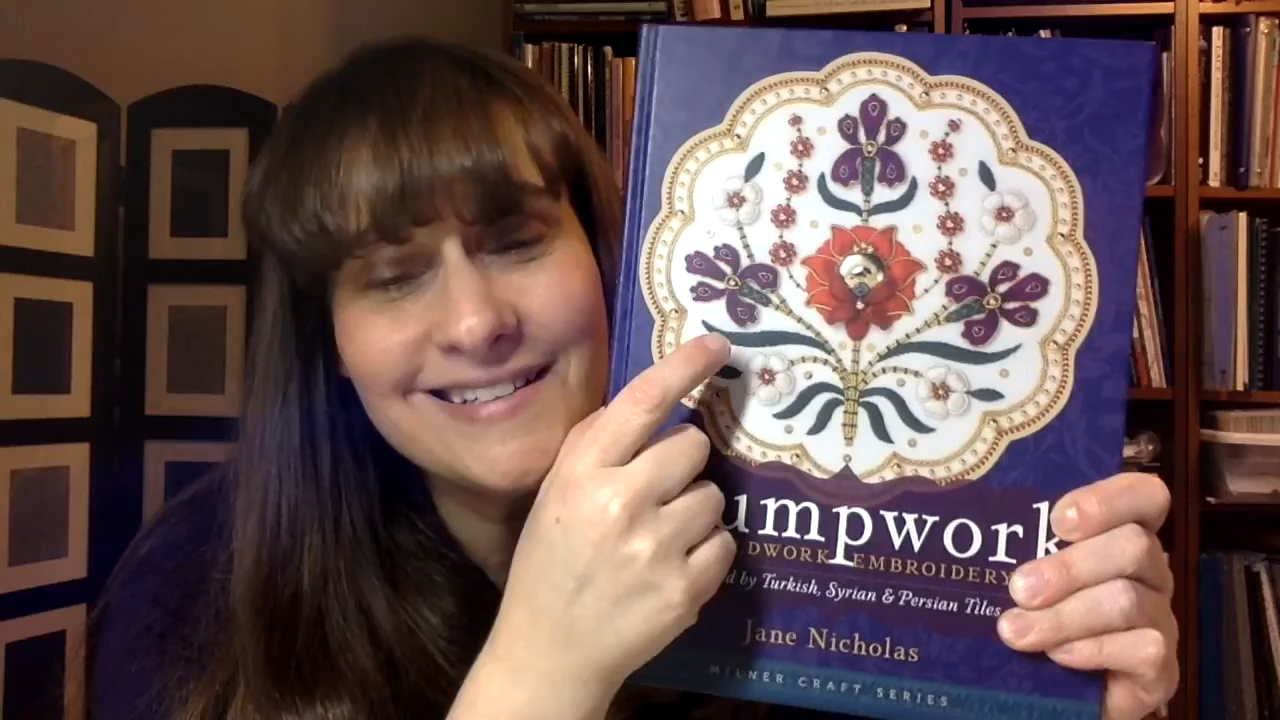 umpwork
DWORK EMBROIDERY
d by Turkish, Syrian & Persian Tiles
Jane Nicholas
MILNER CRAFT SERIES